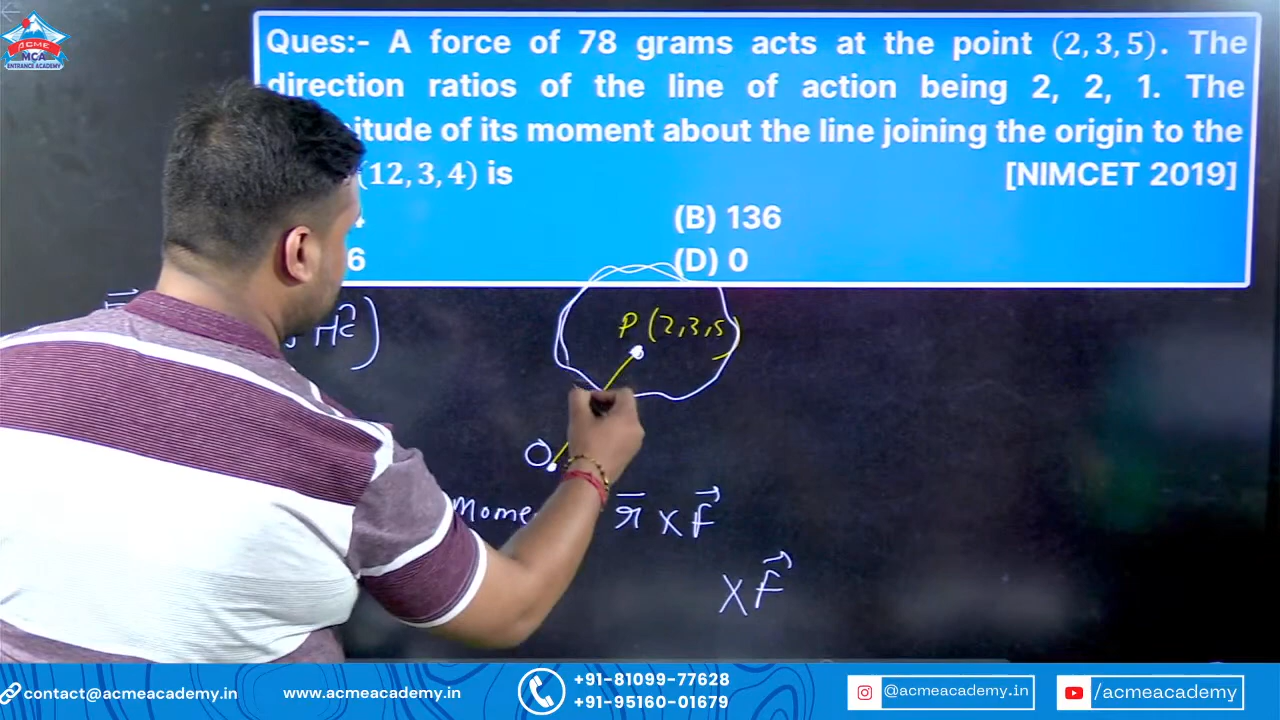 ACME
MCA
ENTRANCE ACADEMY
Ques:- A force of 78 grams acts at the point (2,3,5). The
direction ratios of the line of action being 2, 2, 1. The
of its moment about the line joining the origin to the
(12,3,4) is [NIMCET 2019]
(B) 136
6 (D) 0
P (2,3,5)
O
r̄ x F⃗
x F⃗
contact@acmeacademy.in
www.acmeacademy.in
+91-81099-77628
+91-95160-01679
@acmeacademy.in
/acmeacademy